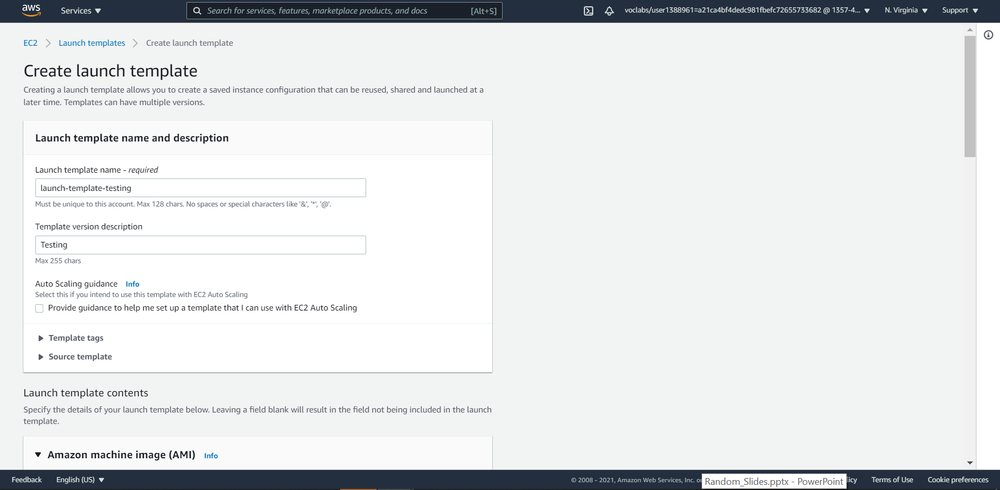 aws
Services
Search for services, features, marketplace products, and docs
[Alt+S]
voclabs/user1388961=a21ca4bf4dedc981fbefc72655733682 @ 1357-4...
N. Virginia
Support
EC2
Launch templates
Create launch template
Create launch template
Creating a launch template allows you to create a saved instance configuration that can be reused, shared and launched at a
later time. Templates can have multiple versions.
Launch template name and description
Launch template name - required
launch-template-testing
Must be unique to this account. Max 128 chars. No spaces or special characters like '&', '*', '@'.
Template version description
Testing
Max 255 chars
Auto Scaling guidance Info
Select this if you intend to use this template with EC2 Auto Scaling
Provide guidance to help me set up a template that I can use with EC2 Auto Scaling
Template tags
Source template
Launch template contents
Specify the details of your launch template below. Leaving a field blank will result in the field not being included in the launch
template.
Amazon machine image (AMI) Info
Feedback
English (US)
© 2008 - 2021, Amazon Web Services, Inc.
Random_Slides.pptx - PowerPoint
Terms of Use
Cookie preferences